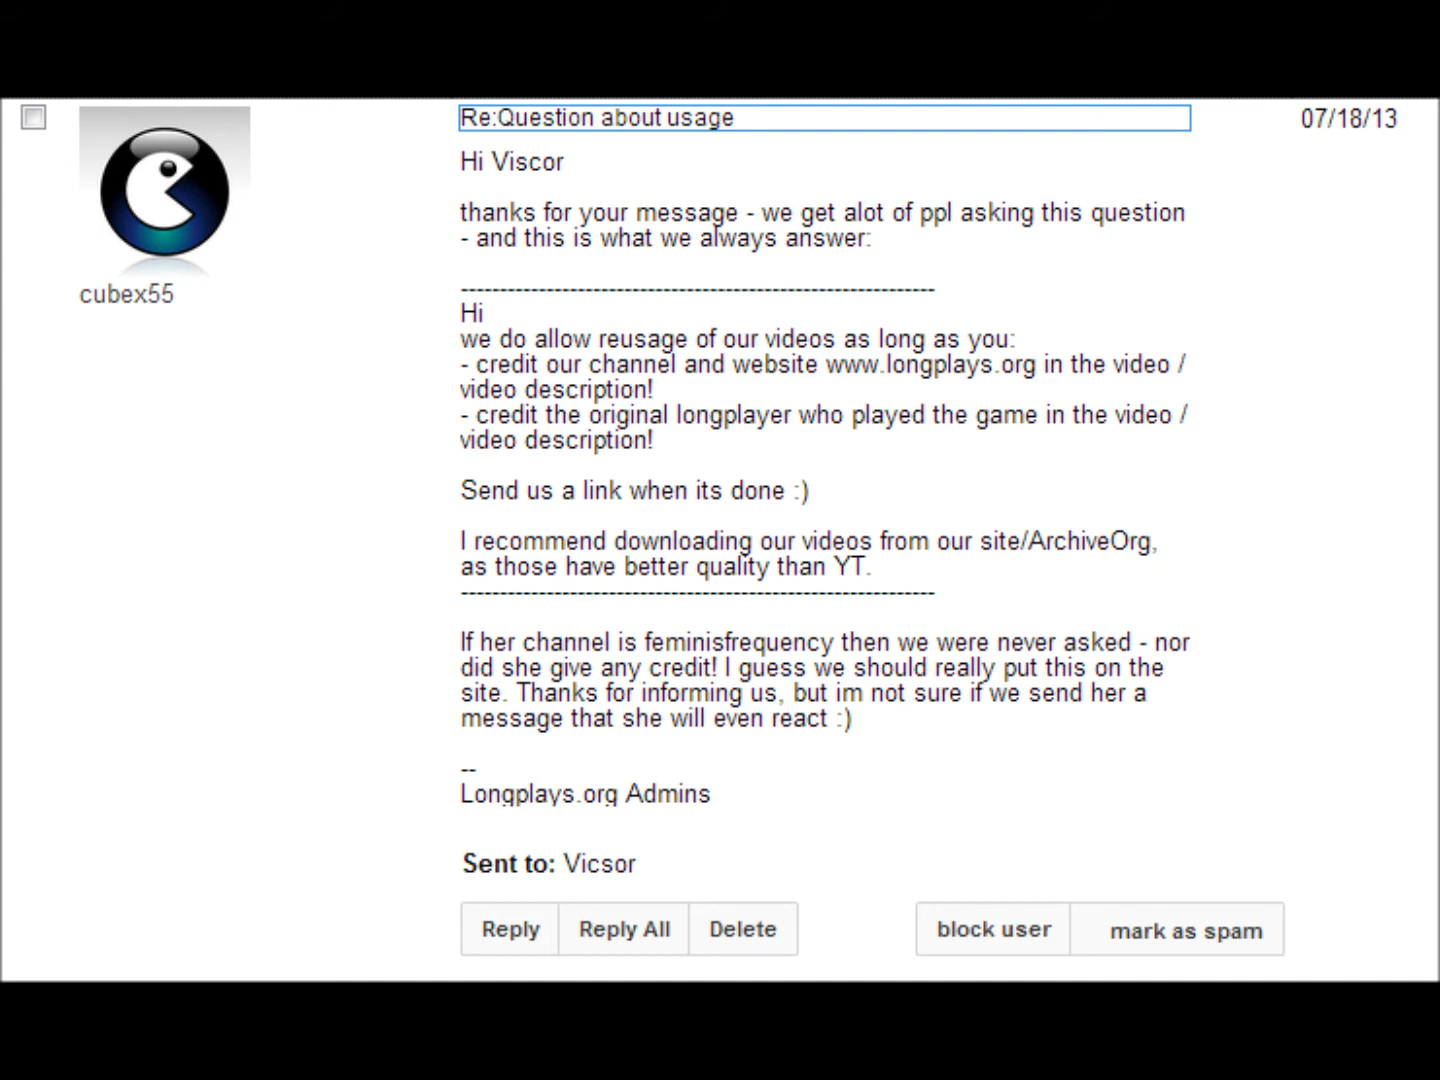 Re:Question about usage
07/18/13
Hi Viscor
thanks for your message - we get alot of ppl asking this question
- and this is what we always answer:
cubex55
-------------------------------------------------------------
Hi
we do allow reusage of our videos as long as you:
- credit our channel and website www.longplays.org in the video /
video description!
- credit the original longplayer who played the game in the video /
video description!
Send us a link when its done :)
I recommend downloading our videos from our site/ArchiveOrg,
as those have better quality than YT.
-------------------------------------------------------------
If her channel is feminisfrequency then we were never asked - nor
did she give any credit! I guess we should really put this on the
site. Thanks for informing us, but im not sure if we send her a
message that she will even react :)
--
Longplays.org Admins
Sent to: Vicsor
Reply Reply All Delete block user mark as spam